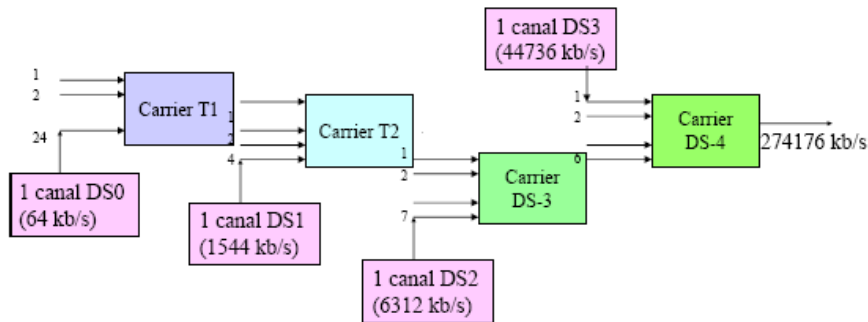 1 canal DS3
(44736 kb/s)
1
2
24
Carrier T1
1
2
4
Carrier T2
1
2
7
Carrier
DS-3
1
2
6
Carrier
DS-4
274176 kb/s
1 canal DS0
(64 kb/s)
1 canal DS1
(1544 kb/s)
1 canal DS2
(6312 kb/s)